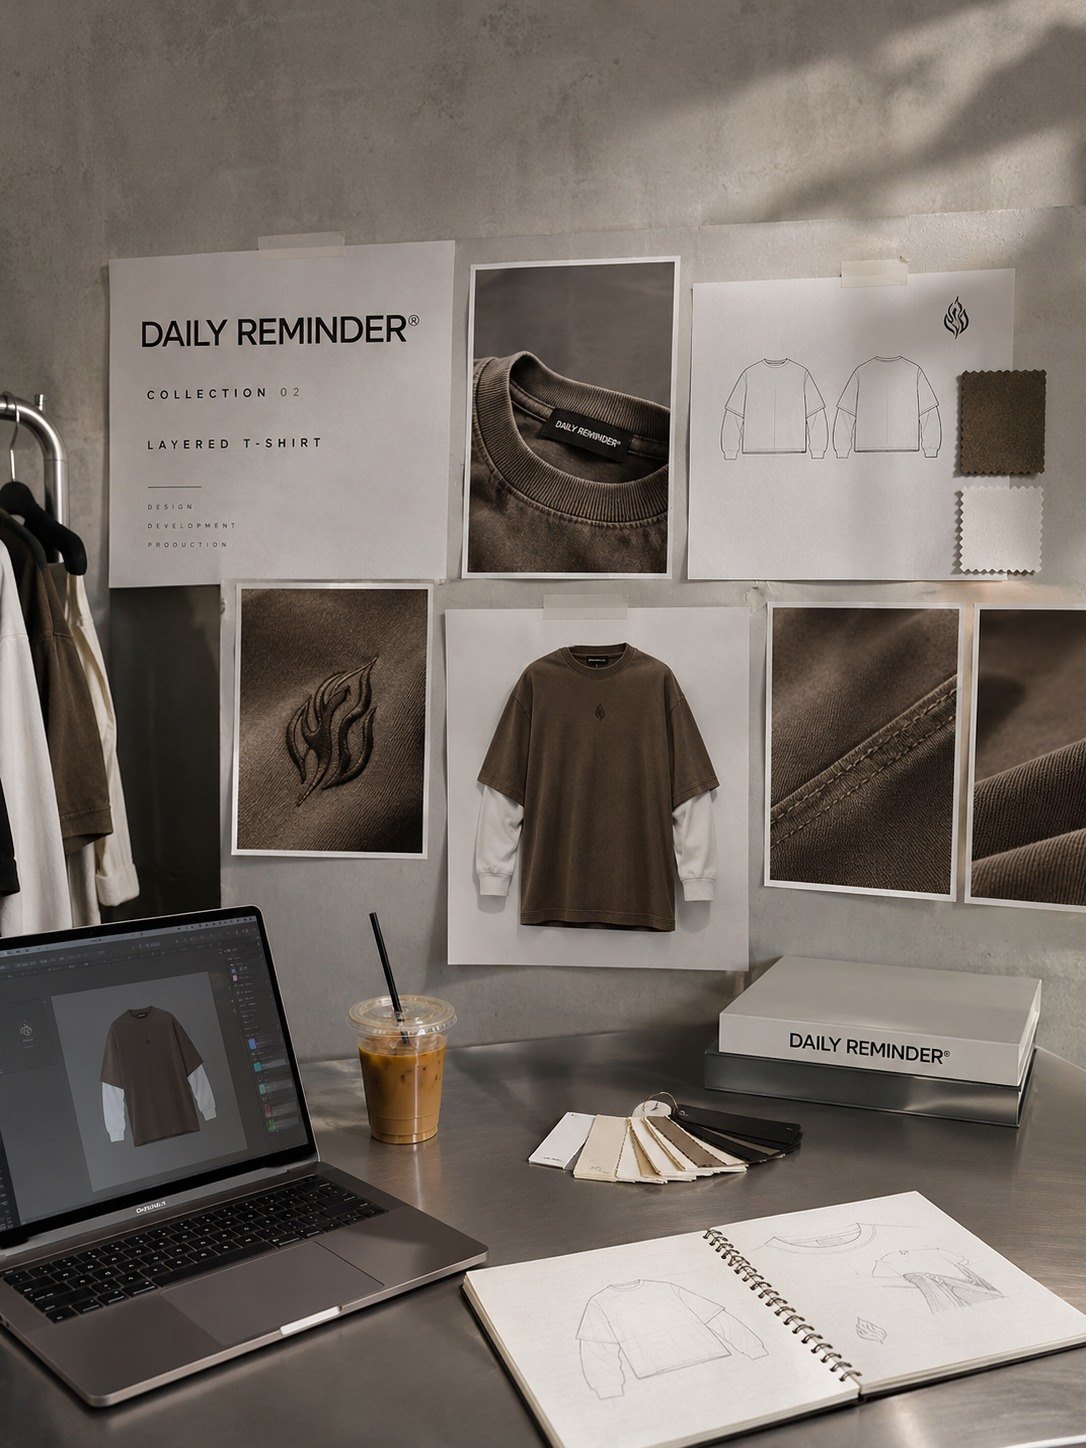 DAILY REMINDER®
COLLECTION 02
LAYERED T-SHIRT
DESIGN
DEVELOPMENT
PRODUCTION
DAILY REMINDER®
DAILY REMINDER®